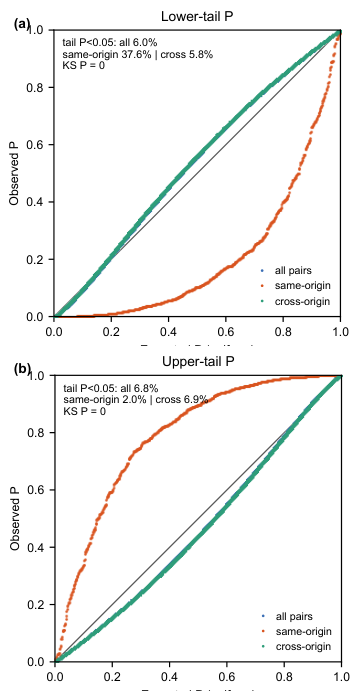 (a)
Lower-tail P
1.0
tail P<0.05: all 6.0%
same-origin 37.6% | cross 5.8%
KS P = 0
0.8
0.6
Observed P
0.4
0.2
all pairs
same-origin
cross-origin
0.0
0.0 0.2 0.4 0.6 0.8 1.0
(b)
Upper-tail P
1.0
tail P<0.05: all 6.8%
same-origin 2.0% | cross 6.9%
KS P = 0
0.8
0.6
Observed P
0.4
0.2
all pairs
same-origin
cross-origin
0.0
0.0 0.2 0.4 0.6 0.8 1.0